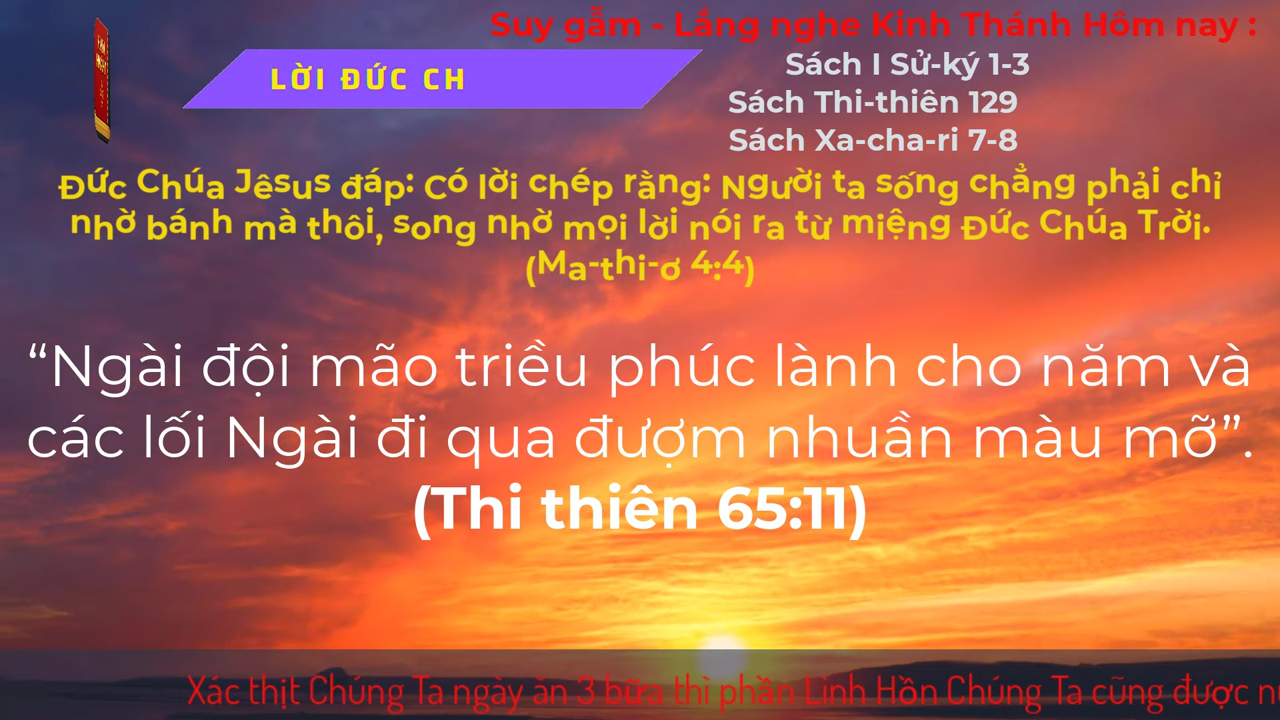 Suy gẫm - Lắng nghe Kinh Thánh Hôm nay :
LỜI ĐỨC CH
Sách I Sử-ký 1-3
Sách Thi-thiên 129
Sách Xa-cha-ri 7-8
Đức Chúa Jêsus đáp: Có lời chép rằng: Người ta sống chẳng phải chỉ
nhờ bánh mà thôi, song nhờ mọi lời nói ra từ miệng Đức Chúa Trời.
(Ma-thi-ơ 4:4)
“Ngài đội mão triều phúc lành cho năm và
các lối Ngài đi qua đượm nhuần màu mỡ”.
(Thi thiên 65:11)
Xác thịt Chúng Ta ngày ăn 3 bữa thì phần Linh Hồn Chúng Ta cũng được